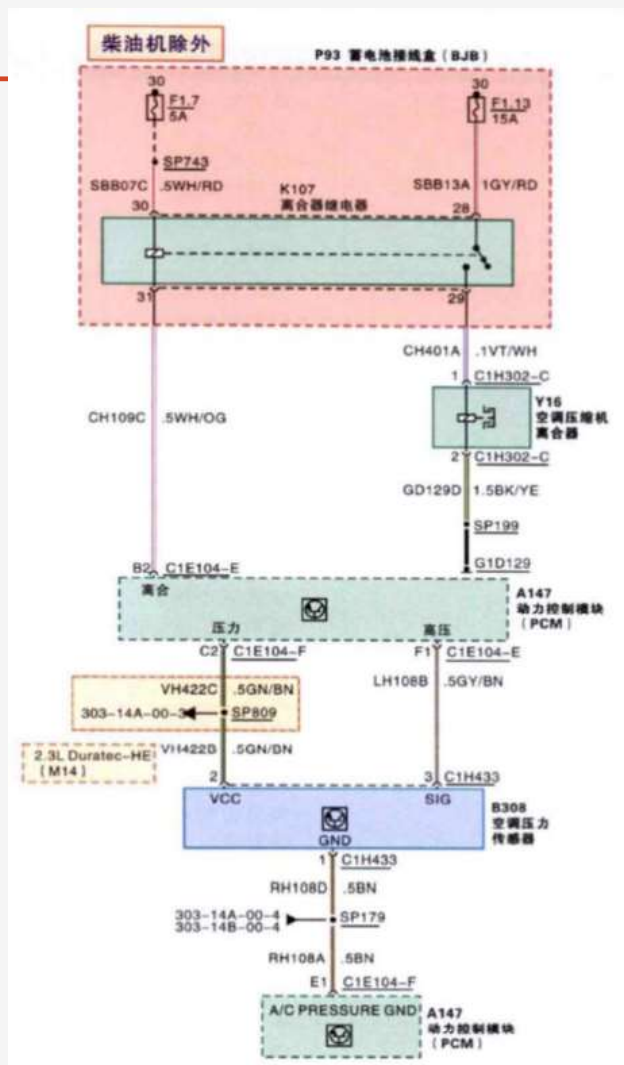 柴油机除外
P93 蓄电池接线盒（BJB）
30
F1.7
5A
30
F1.13
15A
SP743
SBB07C .5WH/RD
K107
离合器继电器
SBB13A 1GY/RD
30
28
31
29
CH401A .1VT/WH
1 C1H302-C
Y16
空调压缩机
离合器
CH109C .5WH/OG
2 C1H302-C
GD129D 1.5BK/YE
SP199
G1D129
B2 C1E104-E
离合
A147
动力控制模块
（PCM）
压力
高压
C2 C1E104-F
F1 C1E104-E
VH422C .5GN/BN
LH108B .5GY/BN
303-14A-00-3
SP809
2.3L Duratec-HE
（M14）
VH422B .5GN/BN
2
3 C1H433
VCC
SIG
B308
空调压力
传感器
GND
1 C1H433
RH108D .5BN
303-14A-00-4
303-14B-00-4
SP179
RH108A .5BN
E1 C1E104-F
A/C PRESSURE GND
A147
动力控制模块
（PCM）